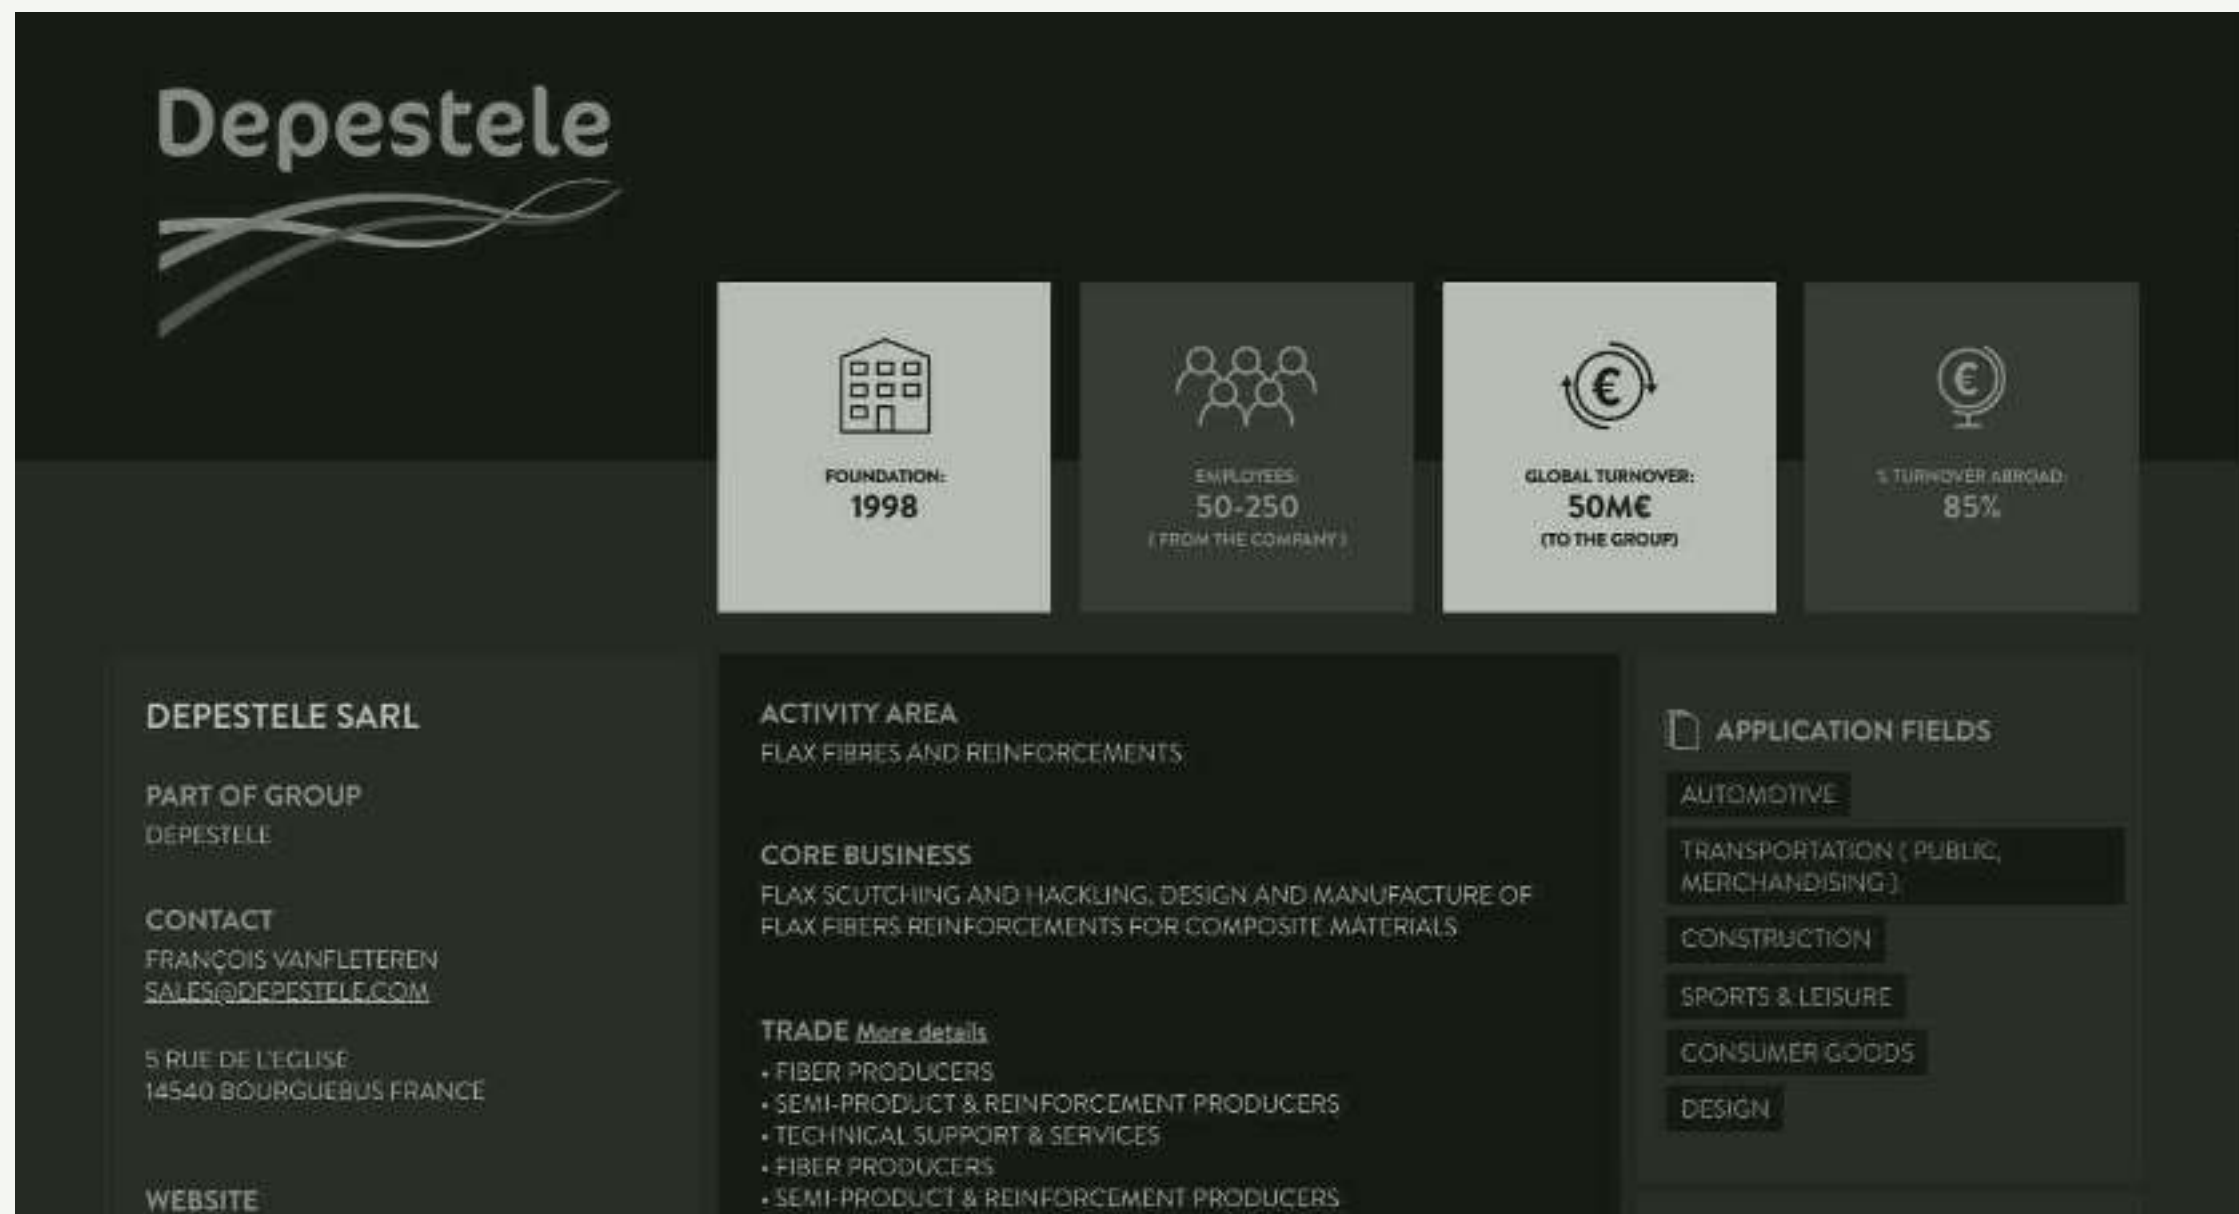 Depestele
FOUNDATION:
1998
EMPLOYEES:
50-250
( FROM THE COMPANY )
GLOBAL TURNOVER:
50M€
(TO THE GROUP)
% TURNOVER ABROAD:
85%
DEPESTELE SARL
PART OF GROUP
DEPESTELE
CONTACT
FRANÇOIS VANFLETEREN
SALES@DEPESTELE.COM
5 RUE DE L'EGLISE
14540 BOURGUEBUS FRANCE
WEBSITE
ACTIVITY AREA
FLAX FIBRES AND REINFORCEMENTS
CORE BUSINESS
FLAX SCUTCHING AND HACKLING, DESIGN AND MANUFACTURE OF
FLAX FIBERS REINFORCEMENTS FOR COMPOSITE MATERIALS
TRADE More details
• FIBER PRODUCERS
• SEMI-PRODUCT & REINFORCEMENT PRODUCERS
• TECHNICAL SUPPORT & SERVICES
• FIBER PRODUCERS
• SEMI-PRODUCT & REINFORCEMENT PRODUCERS
APPLICATION FIELDS
AUTOMOTIVE
TRANSPORTATION ( PUBLIC,
MERCHANDISING )
CONSTRUCTION
SPORTS & LEISURE
CONSUMER GOODS
DESIGN